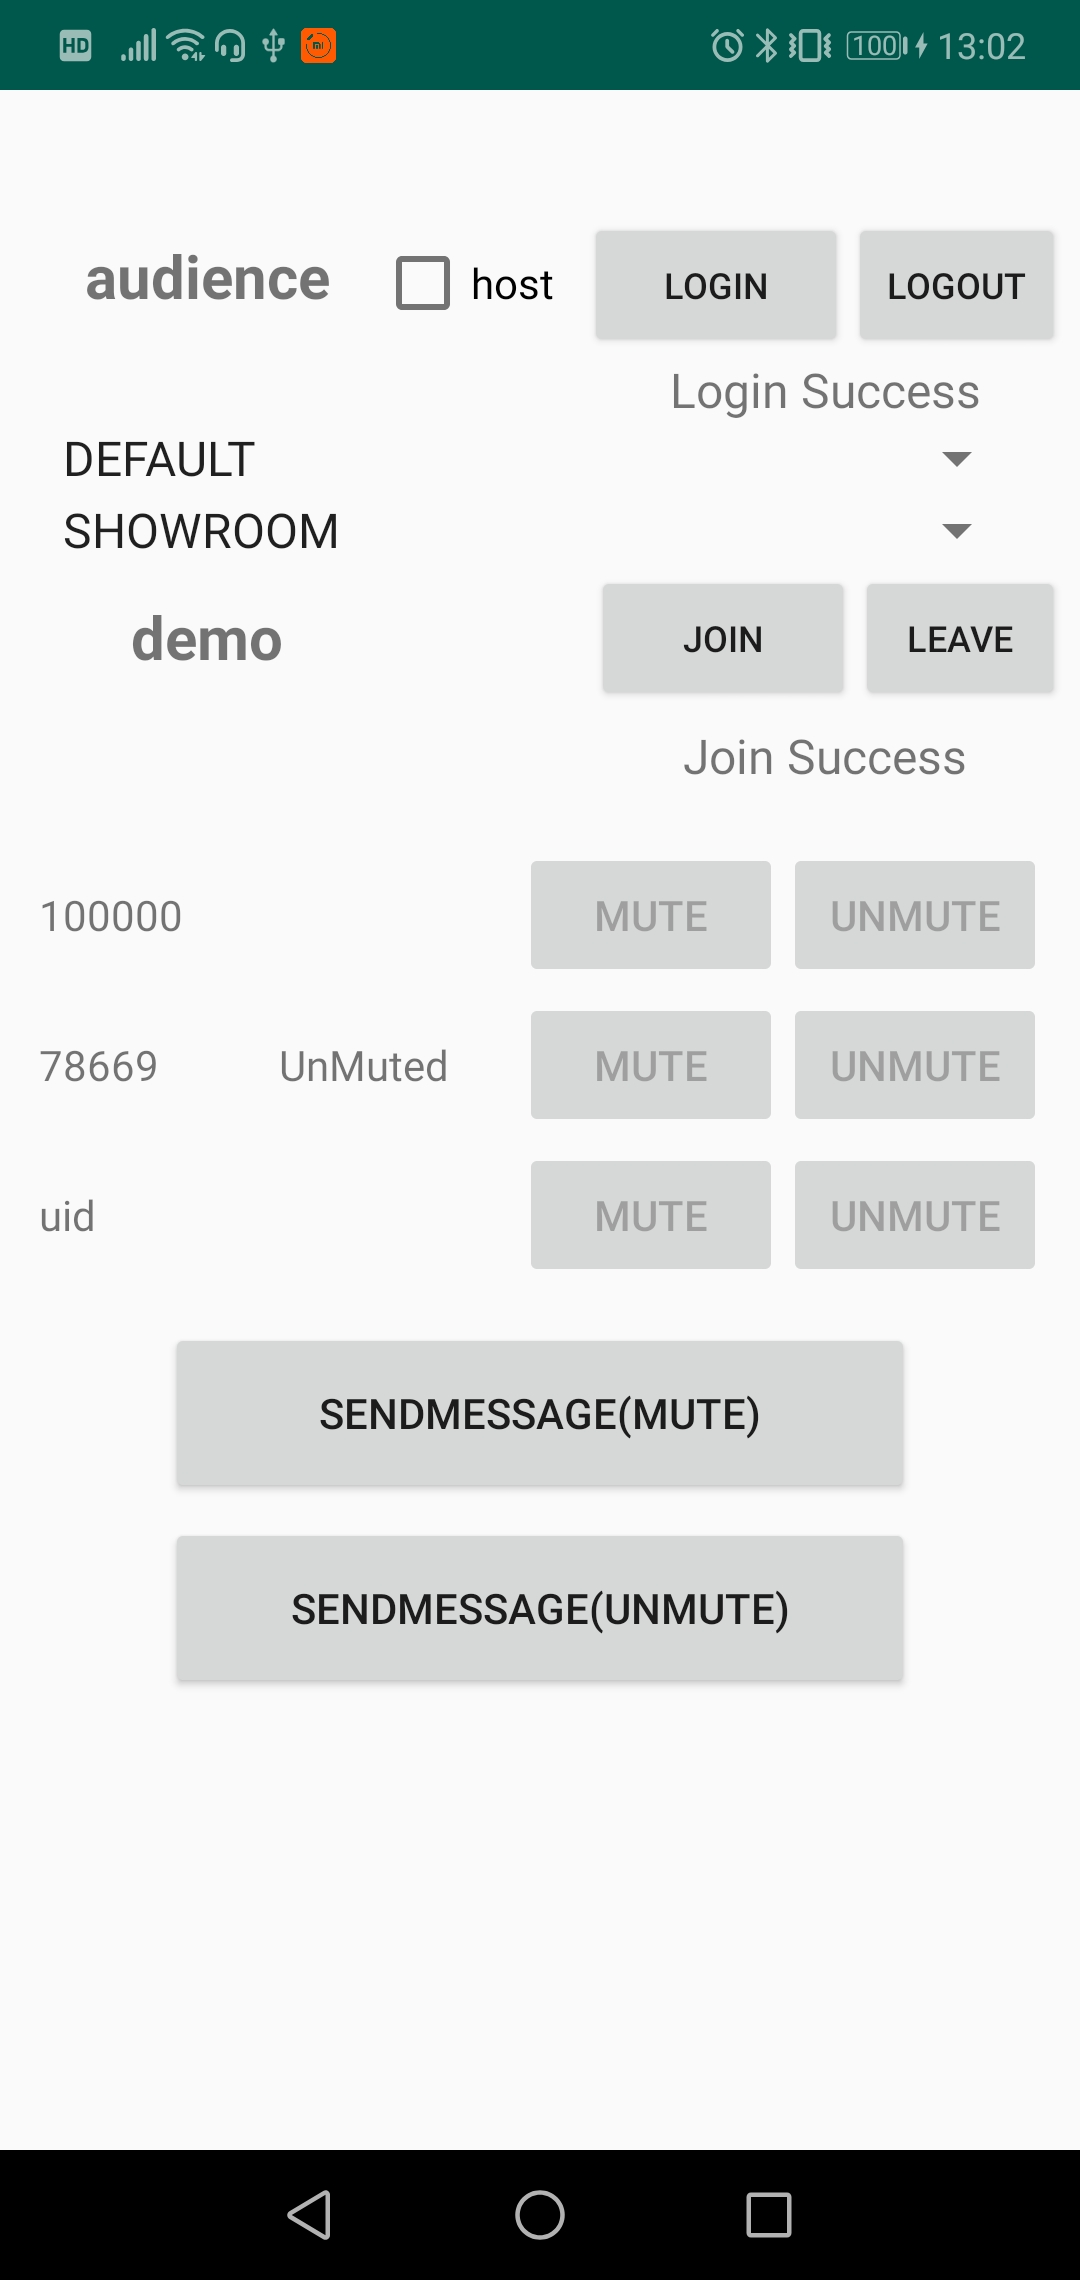 HD 100 13:02
audience host LOGIN LOGOUT
Login Success
DEFAULT
SHOWROOM
demo JOIN LEAVE
Join Success
100000 MUTE UNMUTE
78669 UnMuted MUTE UNMUTE
uid MUTE UNMUTE
SENDMESSAGE(MUTE)
SENDMESSAGE(UNMUTE)